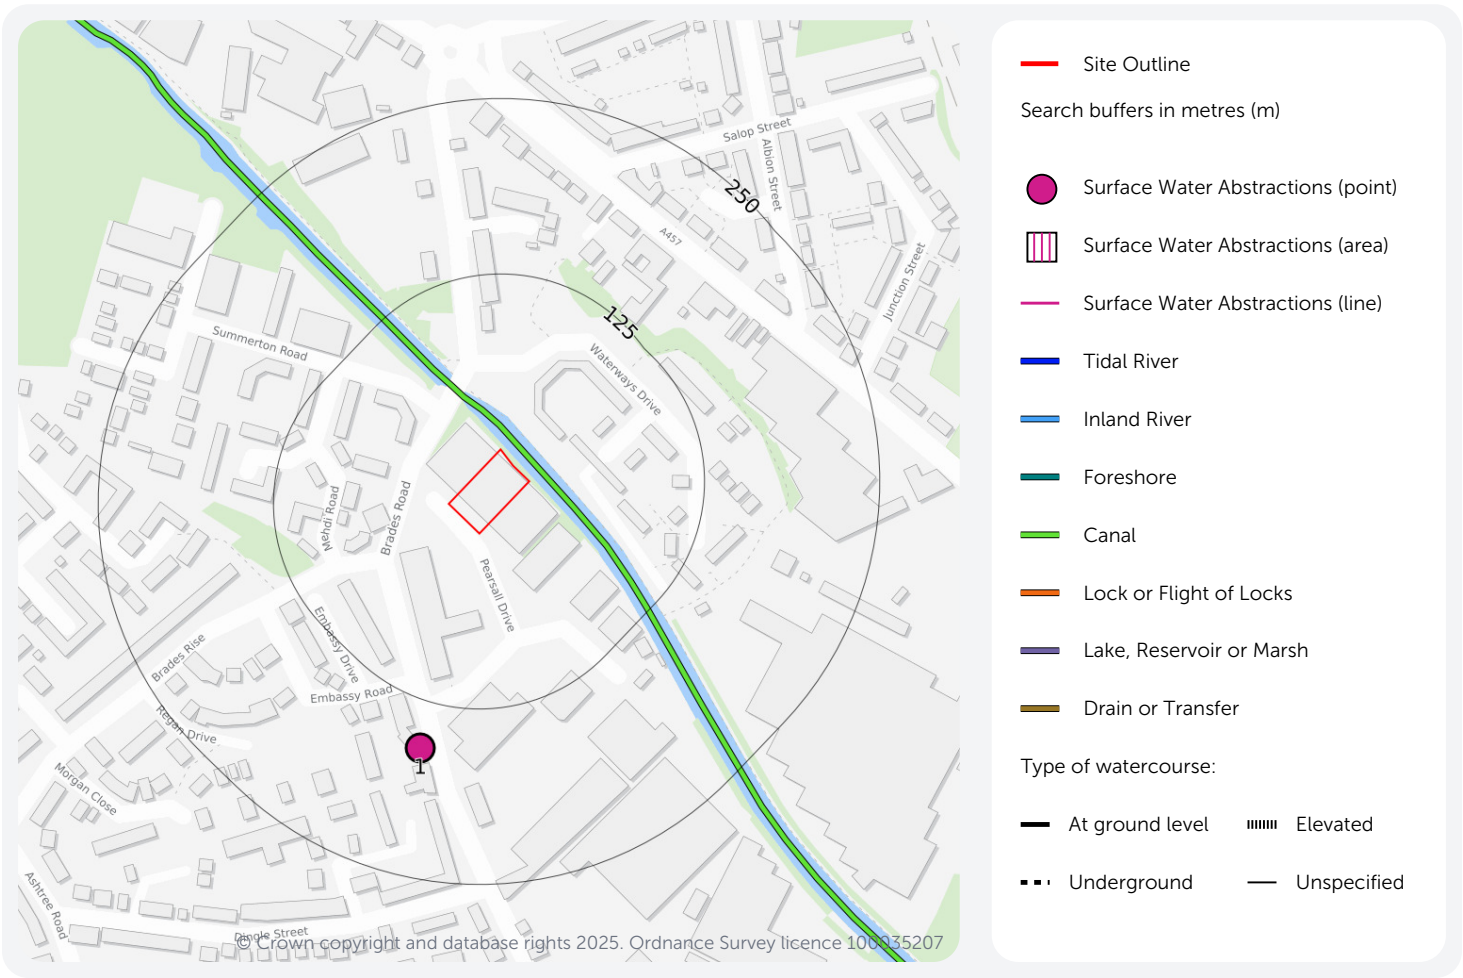 Salop Street
Albion Street
250
A457
Junction Street
125
Summerton Road
Waterways Drive
Mahdi Road
Brades Road
Pearsall Drive
Embassy Drive
Brades Rise
Embassy Road
Regan Drive
1
Morgan Close
Ashtree Road
Dingle Street
© Crown copyright and database rights 2025. Ordnance Survey licence 100035207
Site Outline
Search buffers in metres (m)
Surface Water Abstractions (point)
Surface Water Abstractions (area)
Surface Water Abstractions (line)
Tidal River
Inland River
Foreshore
Canal
Lock or Flight of Locks
Lake, Reservoir or Marsh
Drain or Transfer
Type of watercourse:
At ground level
Elevated
Underground
Unspecified